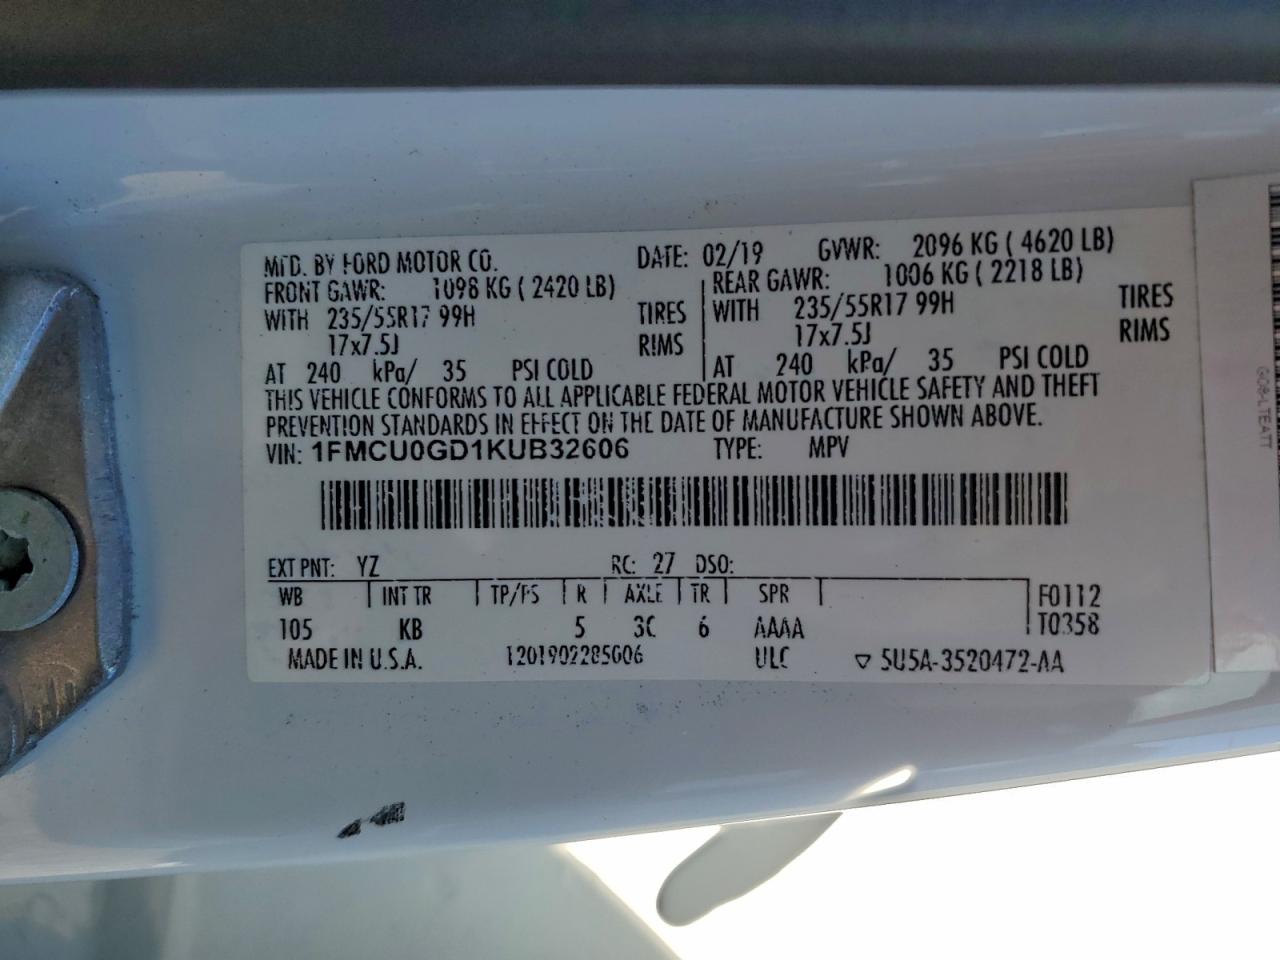 MFD. BY FORD MOTOR CO. DATE: 02/19 GVWR: 2096 KG ( 4620 LB)
FRONT GAWR: 1098 KG ( 2420 LB) REAR GAWR: 1006 KG ( 2218 LB)
WITH 235/55R17 99H TIRES WITH 235/55R17 99H TIRES
17x7.5J RIMS 17x7.5J RIMS
AT 240 kPa/ 35 PSI COLD AT 240 kPa/ 35 PSI COLD
THIS VEHICLE CONFORMS TO ALL APPLICABLE FEDERAL MOTOR VEHICLE SAFETY AND THEFT
PREVENTION STANDARDS IN EFFECT ON THE DATE OF MANUFACTURE SHOWN ABOVE.
VIN: 1FMCU0GD1KUB32606 TYPE: MPV
EXT PNT: YZ RC: 27 DSO:
WB INT TR TP/PS R AXLE TR SPR F0112
105 KB 5 3C 6 AAAA T0358
MADE IN U.S.A. 1201902285006 ULC ▽ 5U5A-3520472-AA